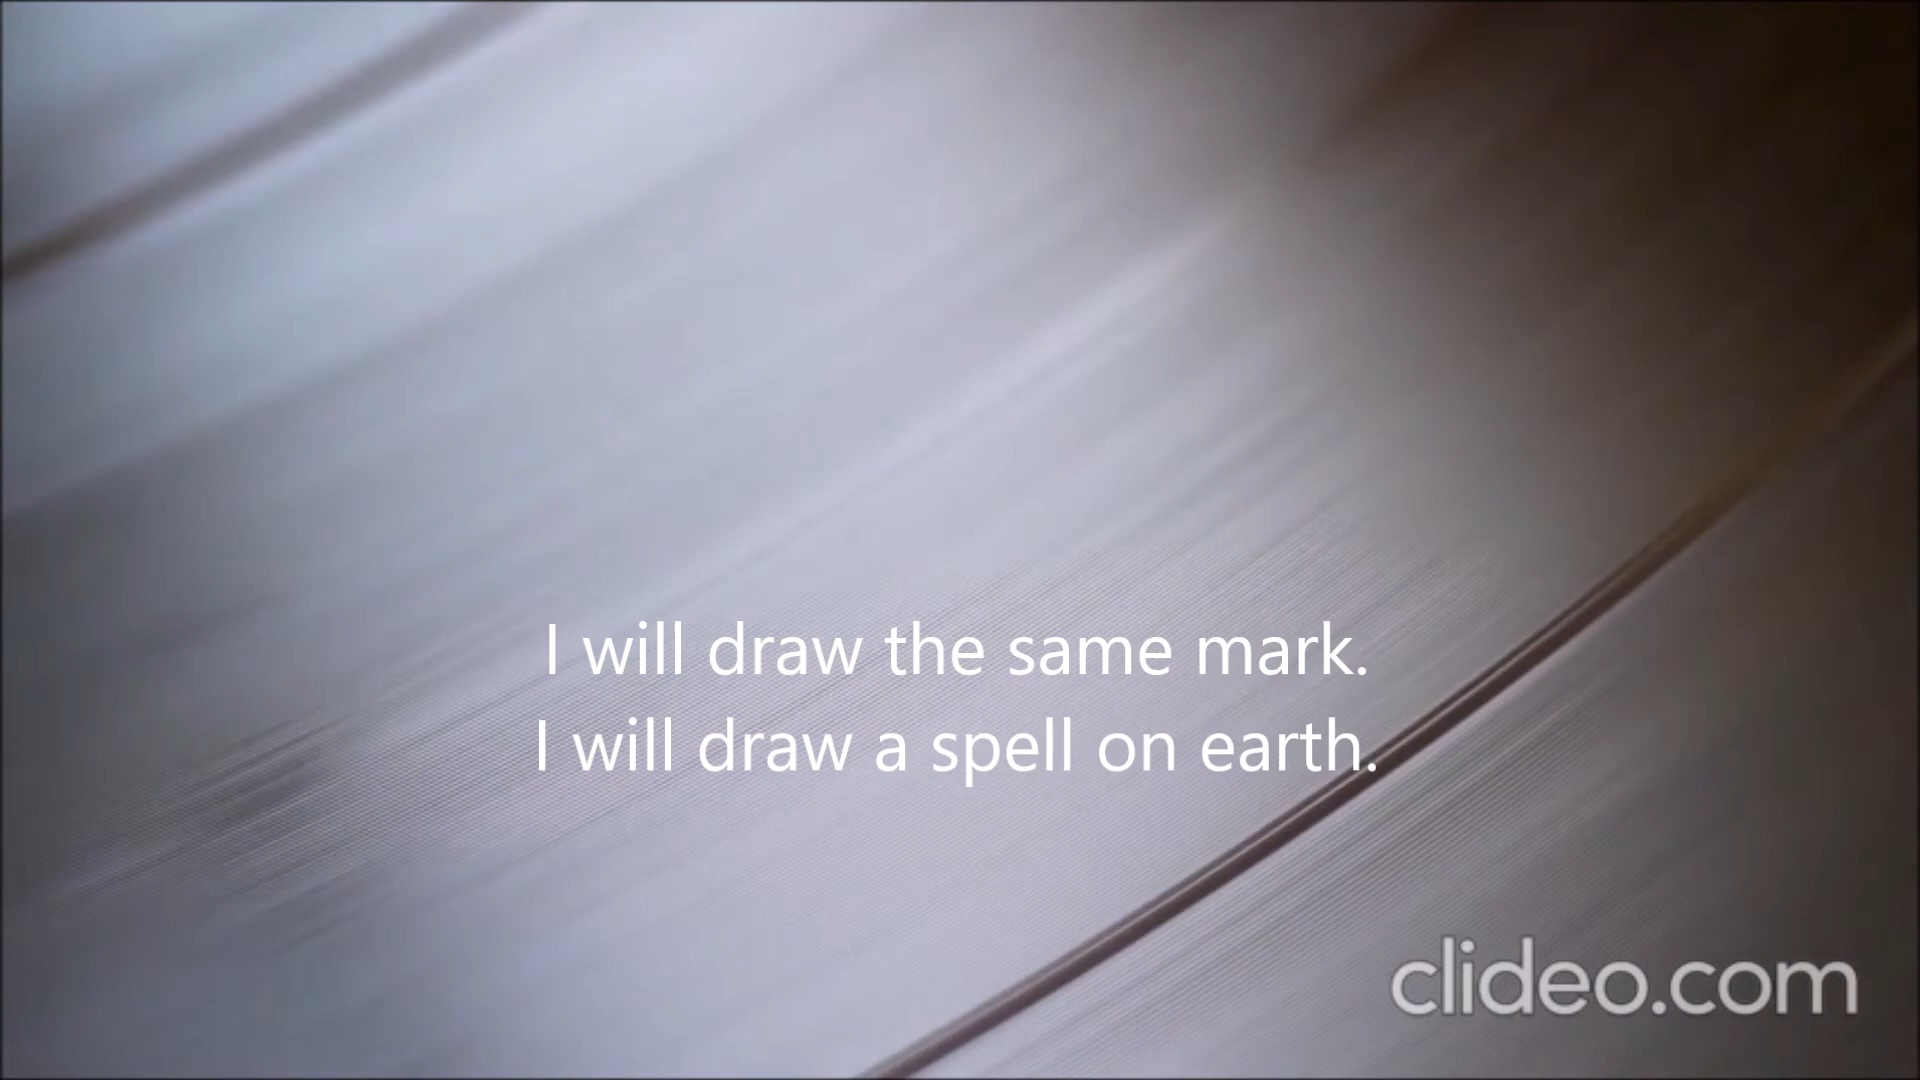 I will draw the same mark.
I will draw a spell on earth.
clideo.com